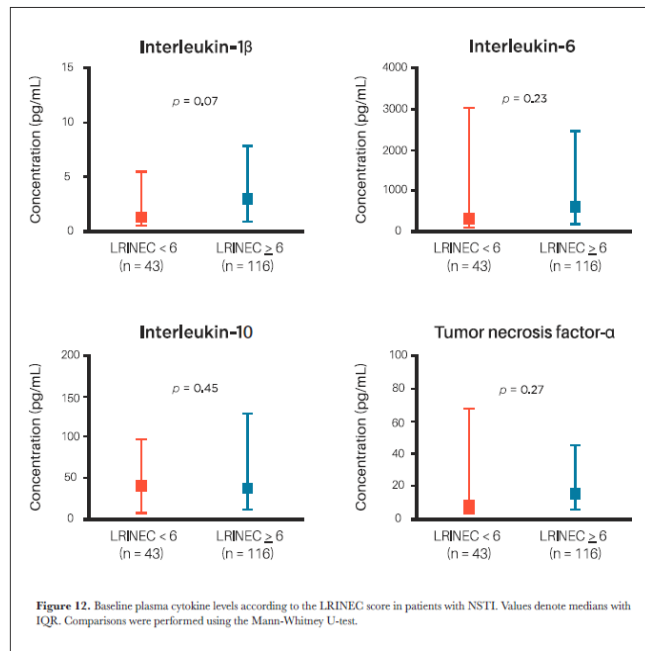 Interleukin-1β
Concentration (pg/mL)
15
10
5
0
p = 0.07
LRINEC < 6
(n = 43)
LRINEC ≥ 6
(n = 116)
Interleukin-6
Concentration (pg/mL)
4000
3000
2000
1000
0
p = 0.23
LRINEC < 6
(n = 43)
LRINEC ≥ 6
(n = 116)
Interleukin-10
Concentration (pg/mL)
200
150
100
50
0
p = 0.45
LRINEC < 6
(n = 43)
LRINEC ≥ 6
(n = 116)
Tumor necrosis factor-α
Concentration (pg/mL)
100
80
60
40
20
0
p = 0.27
LRINEC < 6
(n = 43)
LRINEC ≥ 6
(n = 116)
Figure 12. Baseline plasma cytokine levels according to the LRINEC score in patients with NSTI. Values denote medians with
IQR. Comparisons were performed using the Mann-Whitney U-test.